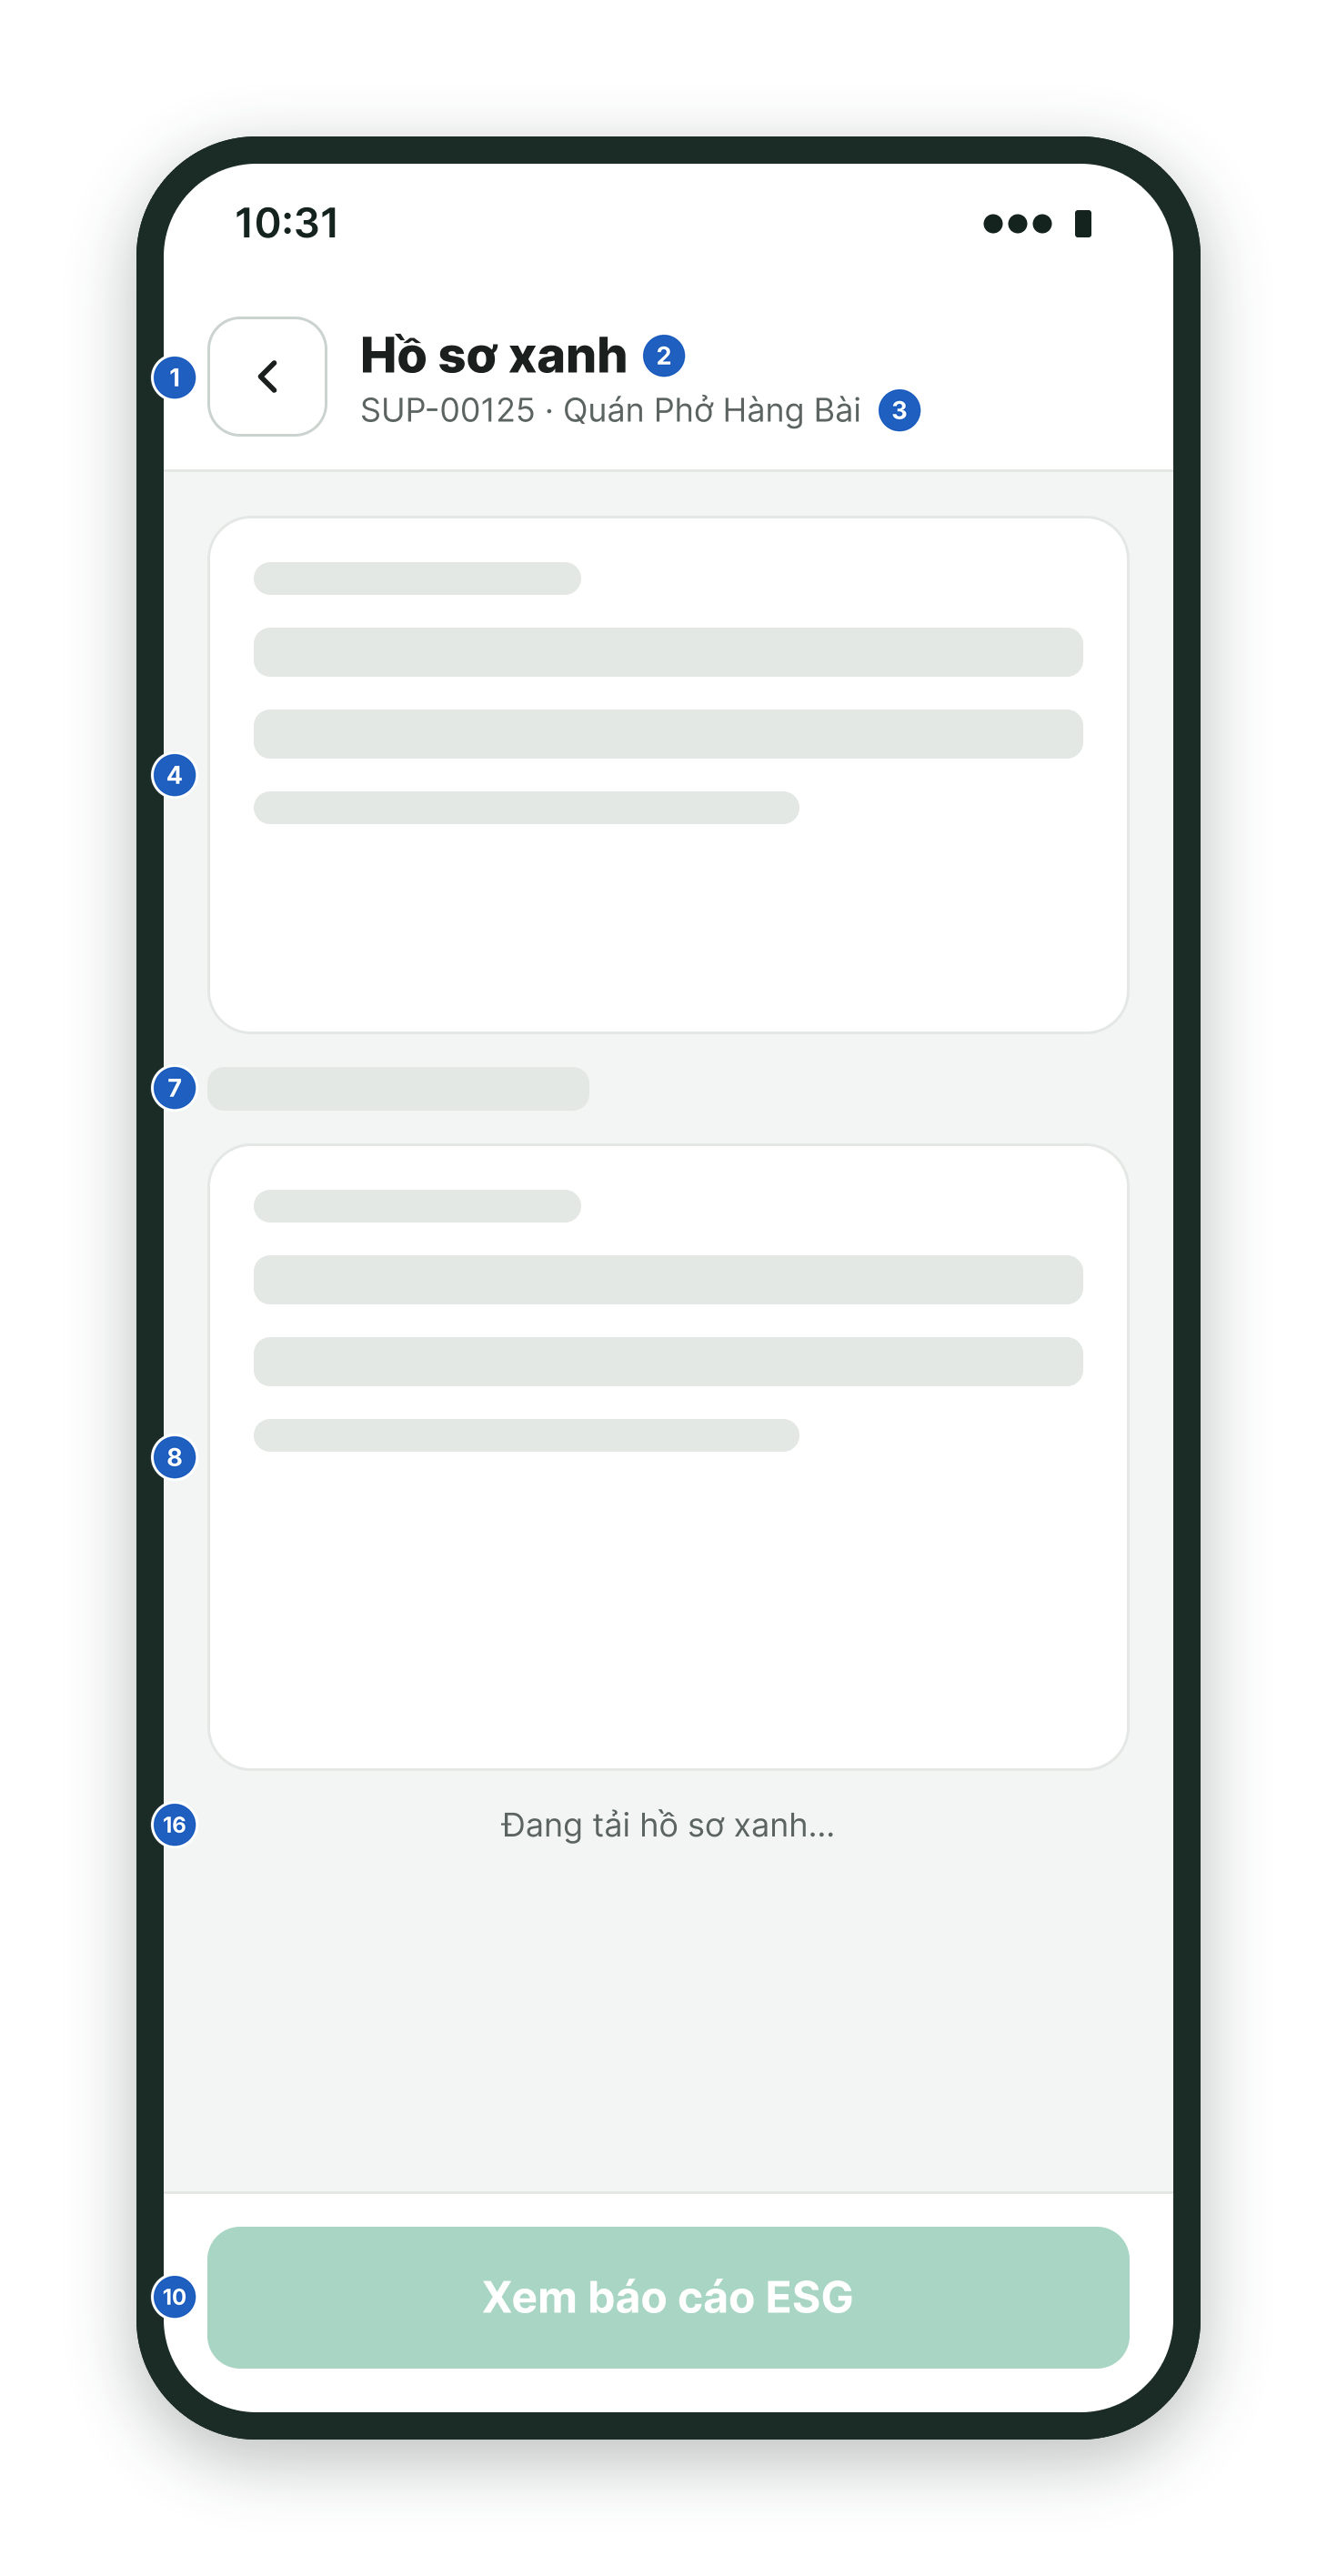 10:31
1
Hồ sơ xanh 2
SUP-00125 · Quán Phở Hàng Bài 3
4
7
8
16 Đang tải hồ sơ xanh...
10 Xem báo cáo ESG